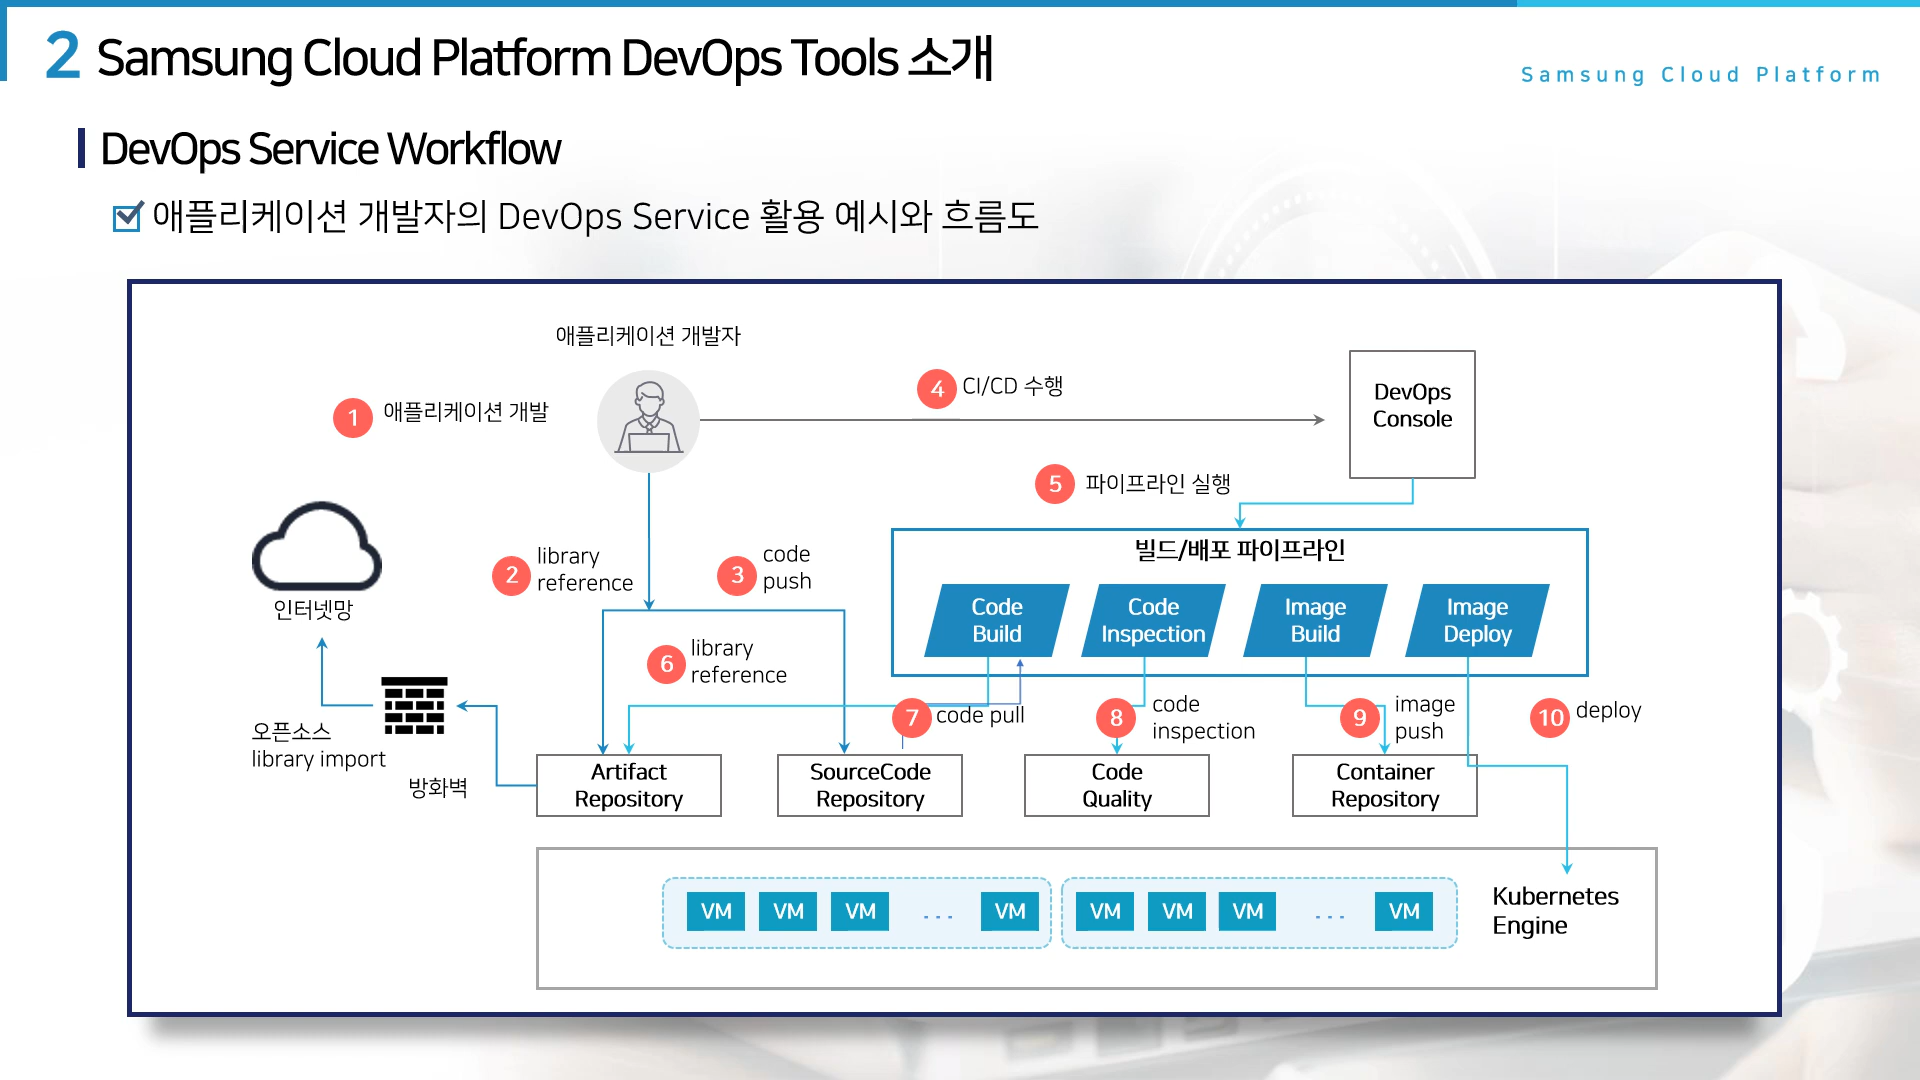 2 Samsung Cloud Platform DevOps Tools 소개
Samsung Cloud Platform
DevOps Service Workflow
애플리케이션 개발자의 DevOps Service 활용 예시와 흐름도
애플리케이션 개발자
1 애플리케이션 개발
4 CI/CD 수행
DevOps
Console
5 파이프라인 실행
인터넷망
2 library
reference
3 code
push
빌드/배포 파이프라인
Code
Build
Code
Inspection
Image
Build
Image
Deploy
6 library
reference
7 code pull
8 code
inspection
9 image
push
10 deploy
오픈소스
library import
방화벽
Artifact
Repository
SourceCode
Repository
Code
Quality
Container
Repository
VM VM VM ... VM
VM VM VM ... VM
Kubernetes
Engine